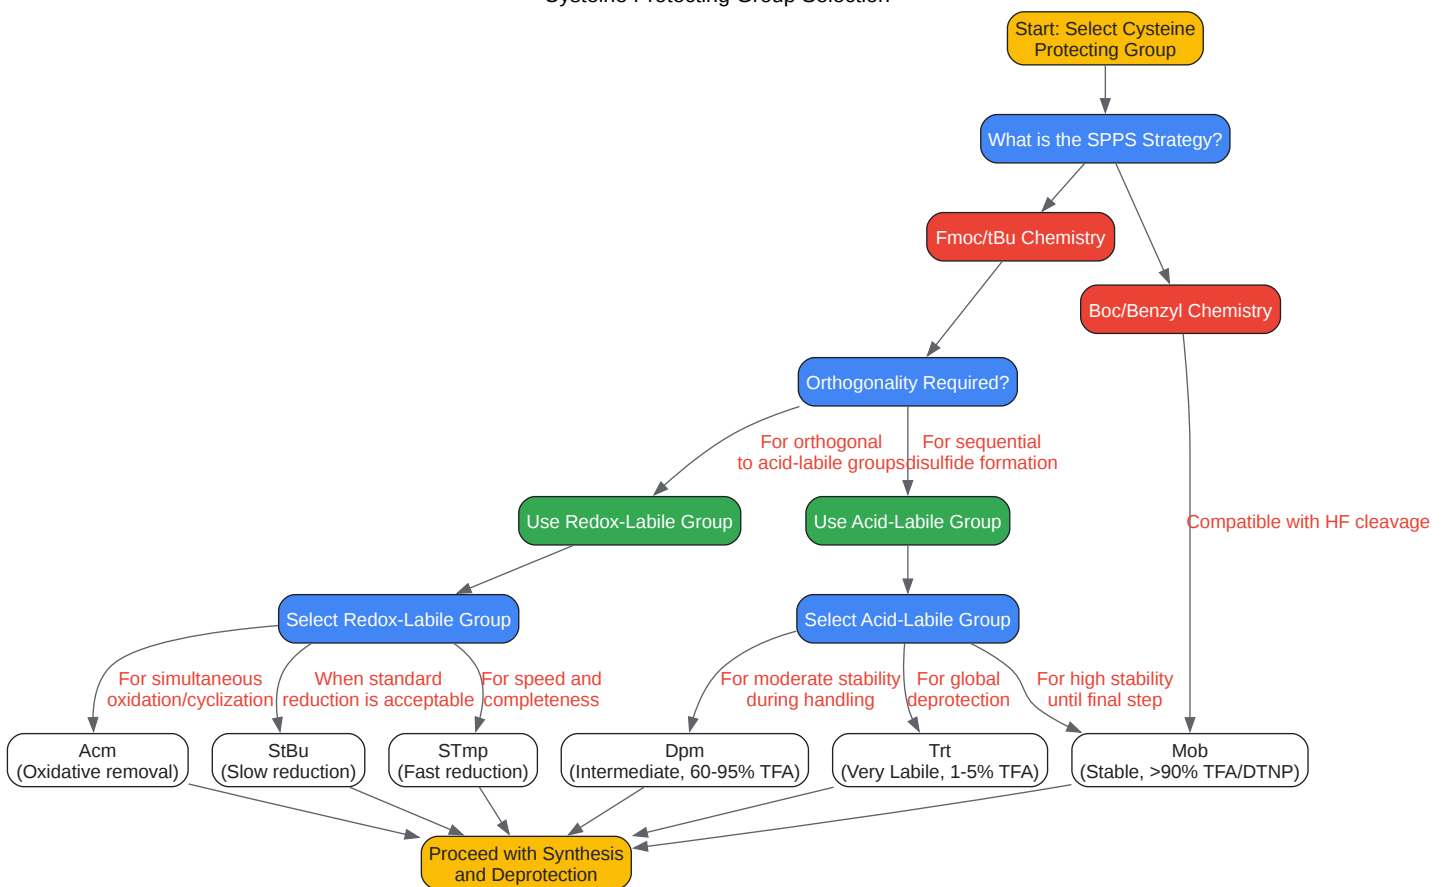 Cysteine Protecting Group Selection
Start: Select Cysteine
Protecting Group
What is the SPPS Strategy?
Fmoc/tBu Chemistry
Boc/Benzyl Chemistry
Orthogonality Required?
For orthogonal
to acid-labile groups
For sequential
disulfide formation
Use Redox-Labile Group
Use Acid-Labile Group
Compatible with HF cleavage
Select Redox-Labile Group
Select Acid-Labile Group
For simultaneous
oxidation/cyclization
When standard
reduction is acceptable
For speed and
completeness
For moderate stability
during handling
For global
deprotection
For high stability
until final step
Acm
(Oxidative removal)
StBu
(Slow reduction)
STmp
(Fast reduction)
Dpm
(Intermediate, 60-95% TFA)
Trt
(Very Labile, 1-5% TFA)
Mob
(Stable, >90% TFA/DTNP)
Proceed with Synthesis
and Deprotection